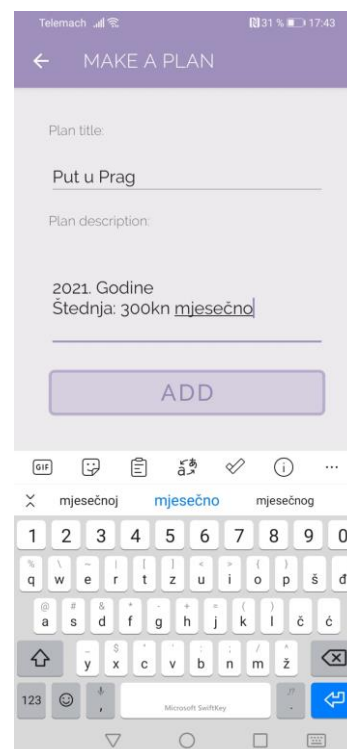 Telemach 31 % 17:43
MAKE A PLAN
Plan title:
Put u Prag
Plan description:
2021. Godine
Štednja: 300kn mjesečno
ADD
GIF
mjesečnoj mjesečno mjesečnog
1 2 3 4 5 6 7 8 9 0
q w e r t z u i o p š đ
a s d f g h j k l č ć
y x c v b n m ž
123 , Microsoft SwiftKey .